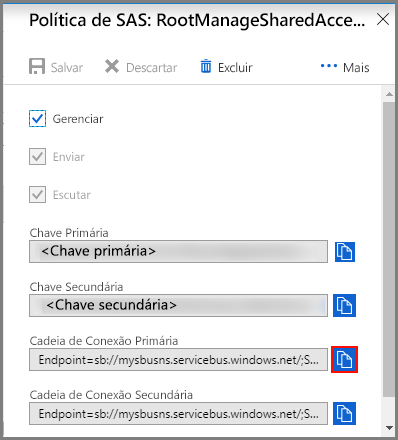 Política de SAS: RootManageSharedAcce...
Salvar Descartar Excluir ··· Mais
Gerenciar
Enviar
Escutar
Chave Primária
<Chave primária>
Chave Secundária
<Chave secundária>
Cadeia de Conexão Primária
Endpoint=sb://mysbusns.servicebus.windows.net/;S...
Cadeia de Conexão Secundária
Endpoint=sb://mysbusns.servicebus.windows.net/;S...